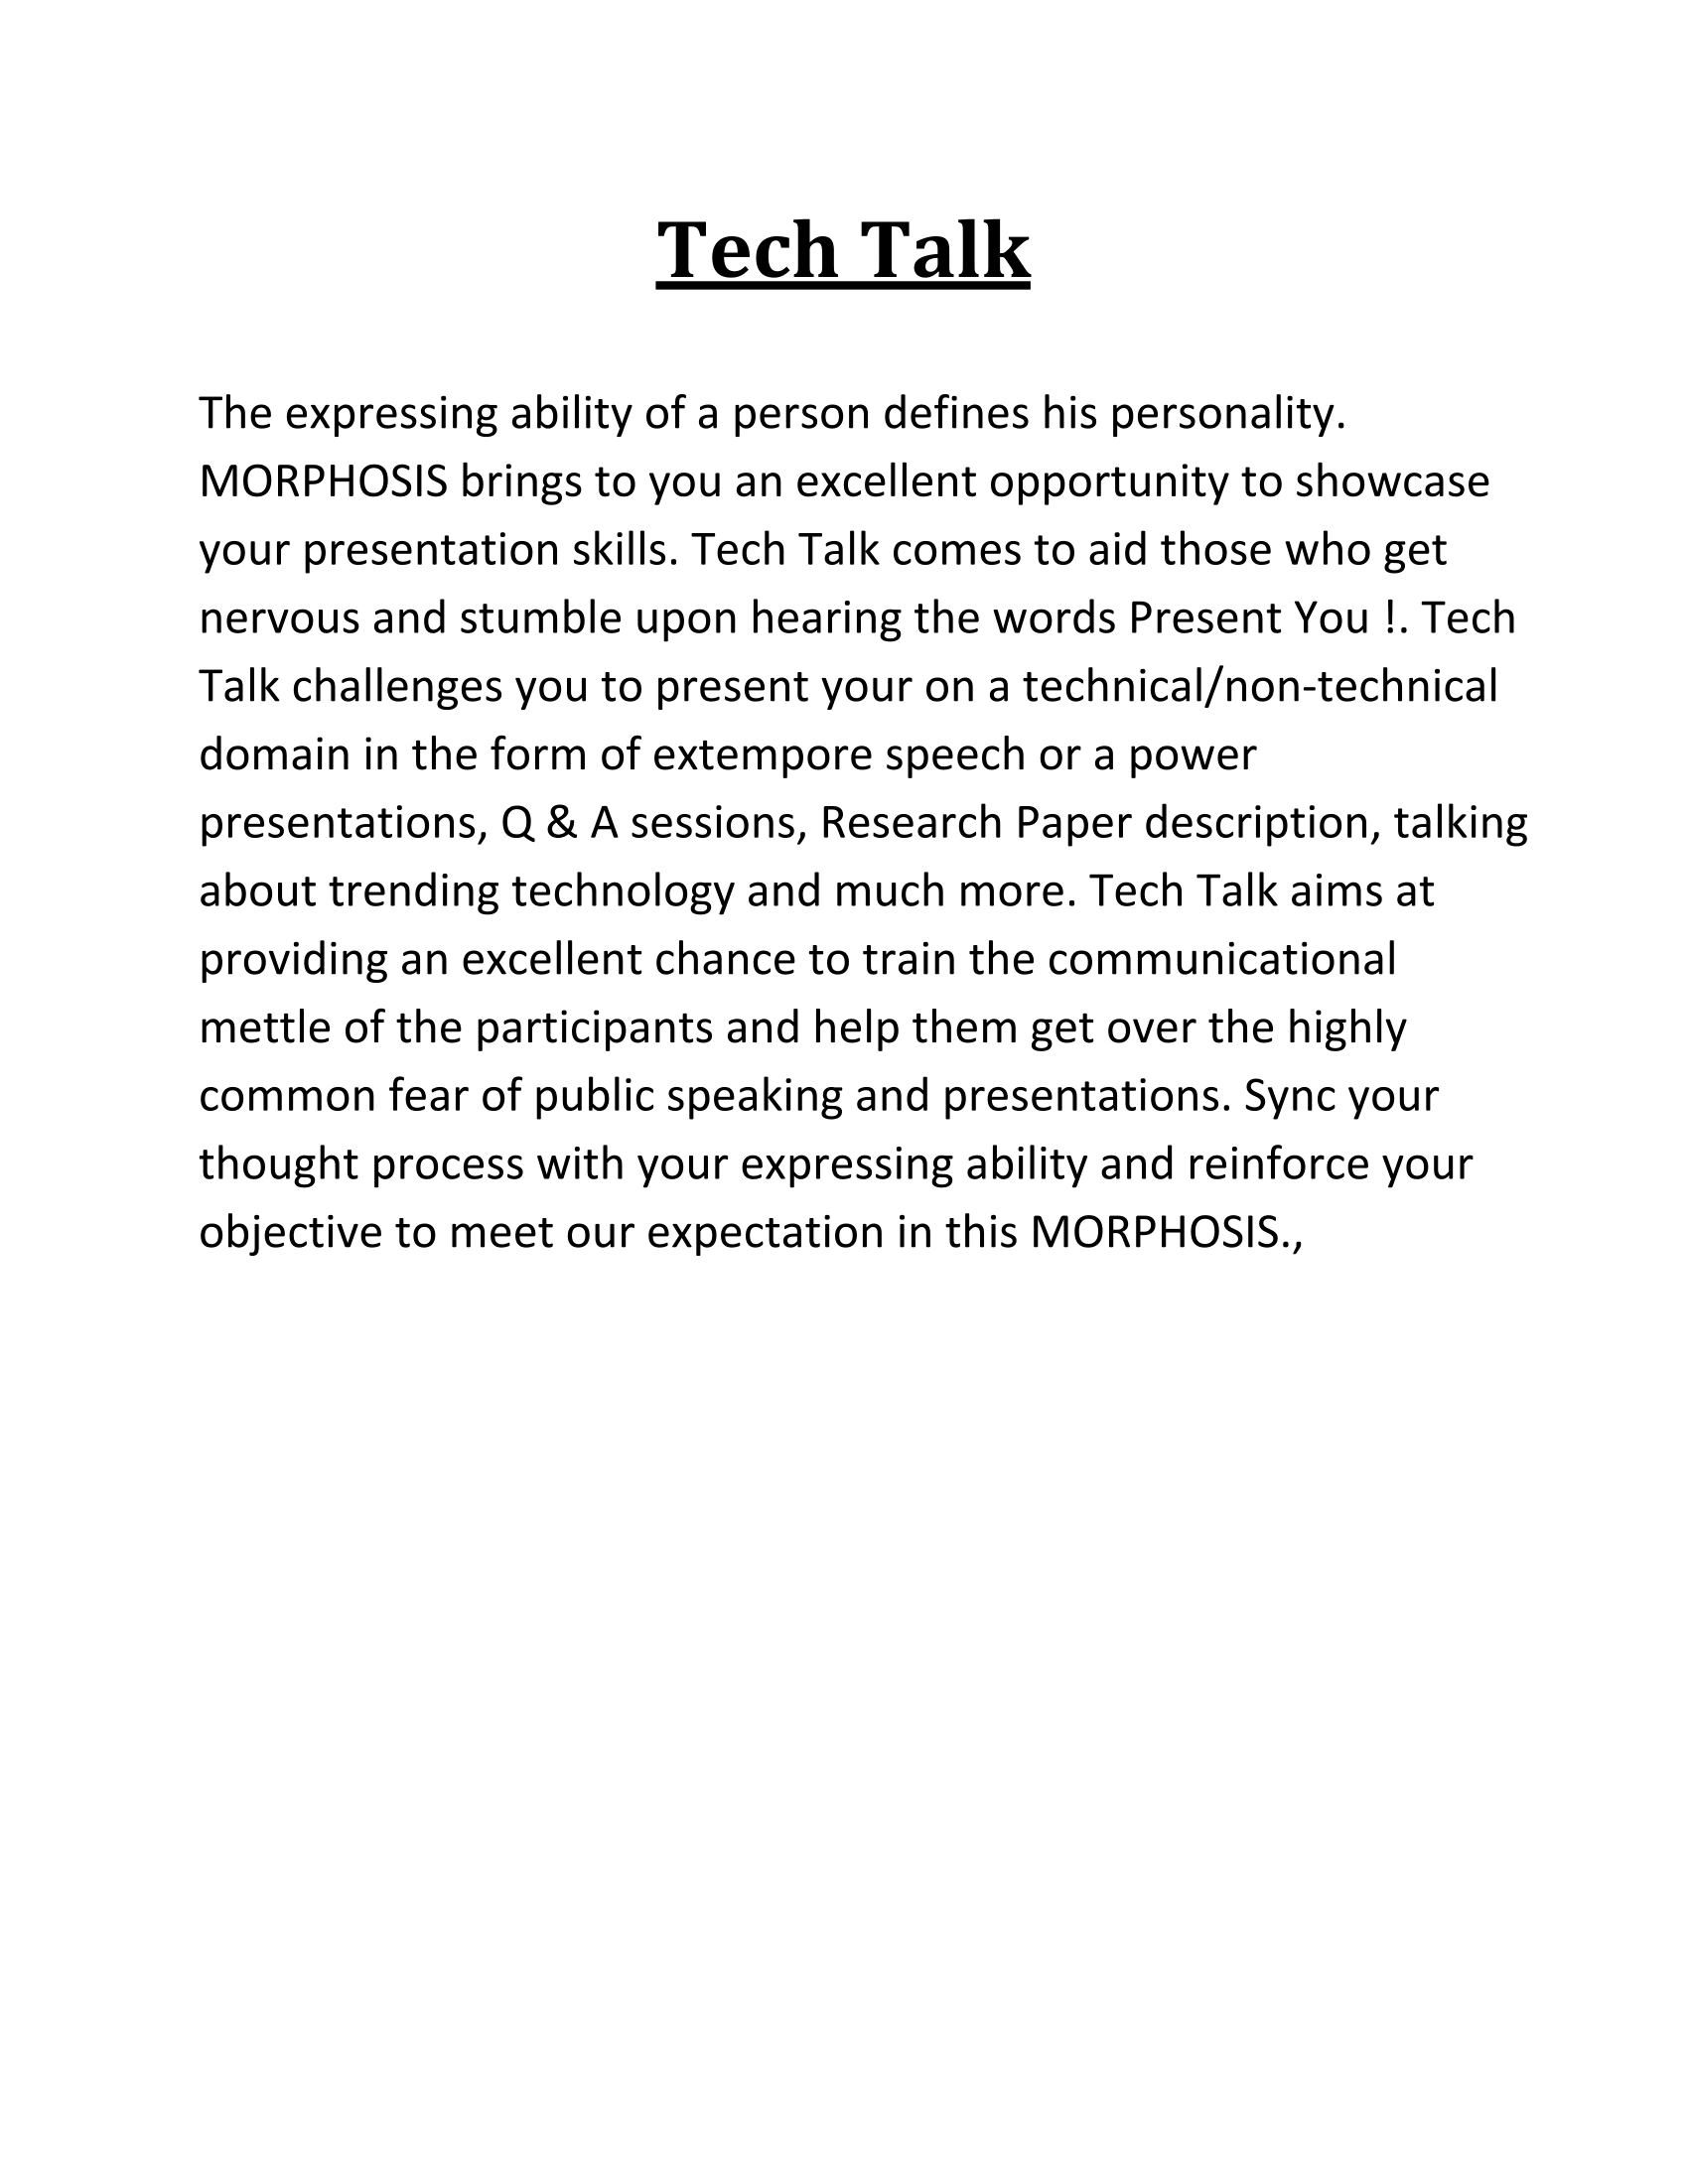 Tech Talk
The expressing ability of a person defines his personality.
MORPHOSIS brings to you an excellent opportunity to showcase
your presentation skills. Tech Talk comes to aid those who get
nervous and stumble upon hearing the words Present You !. Tech
Talk challenges you to present your on a technical/non-technical
domain in the form of extempore speech or a power
presentations, Q & A sessions, Research Paper description, talking
about trending technology and much more. Tech Talk aims at
providing an excellent chance to train the communicational
mettle of the participants and help them get over the highly
common fear of public speaking and presentations. Sync your
thought process with your expressing ability and reinforce your
objective to meet our expectation in this MORPHOSIS.,